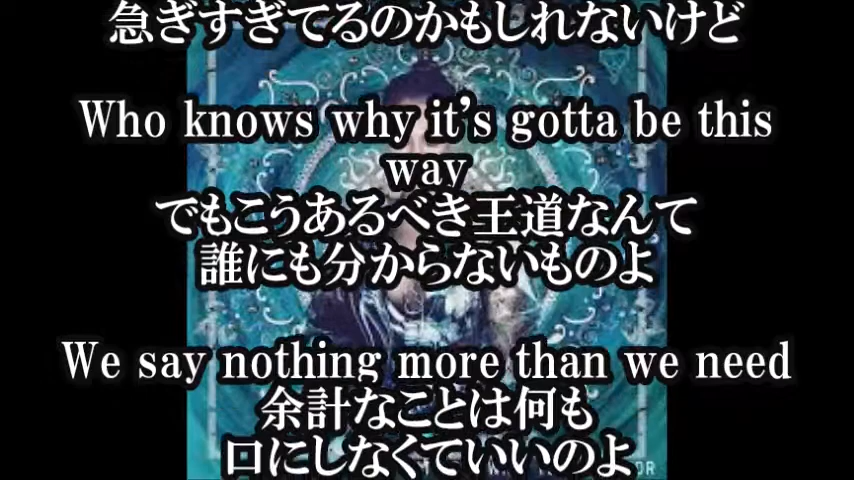 急ぎすぎてるのかもしれないけど
Who knows why it's gotta be this
way
でもこうあるべき王道なんて
誰にも分からないものよ
We say nothing more than we need
余計なことは何も
口にしなくていいのよ